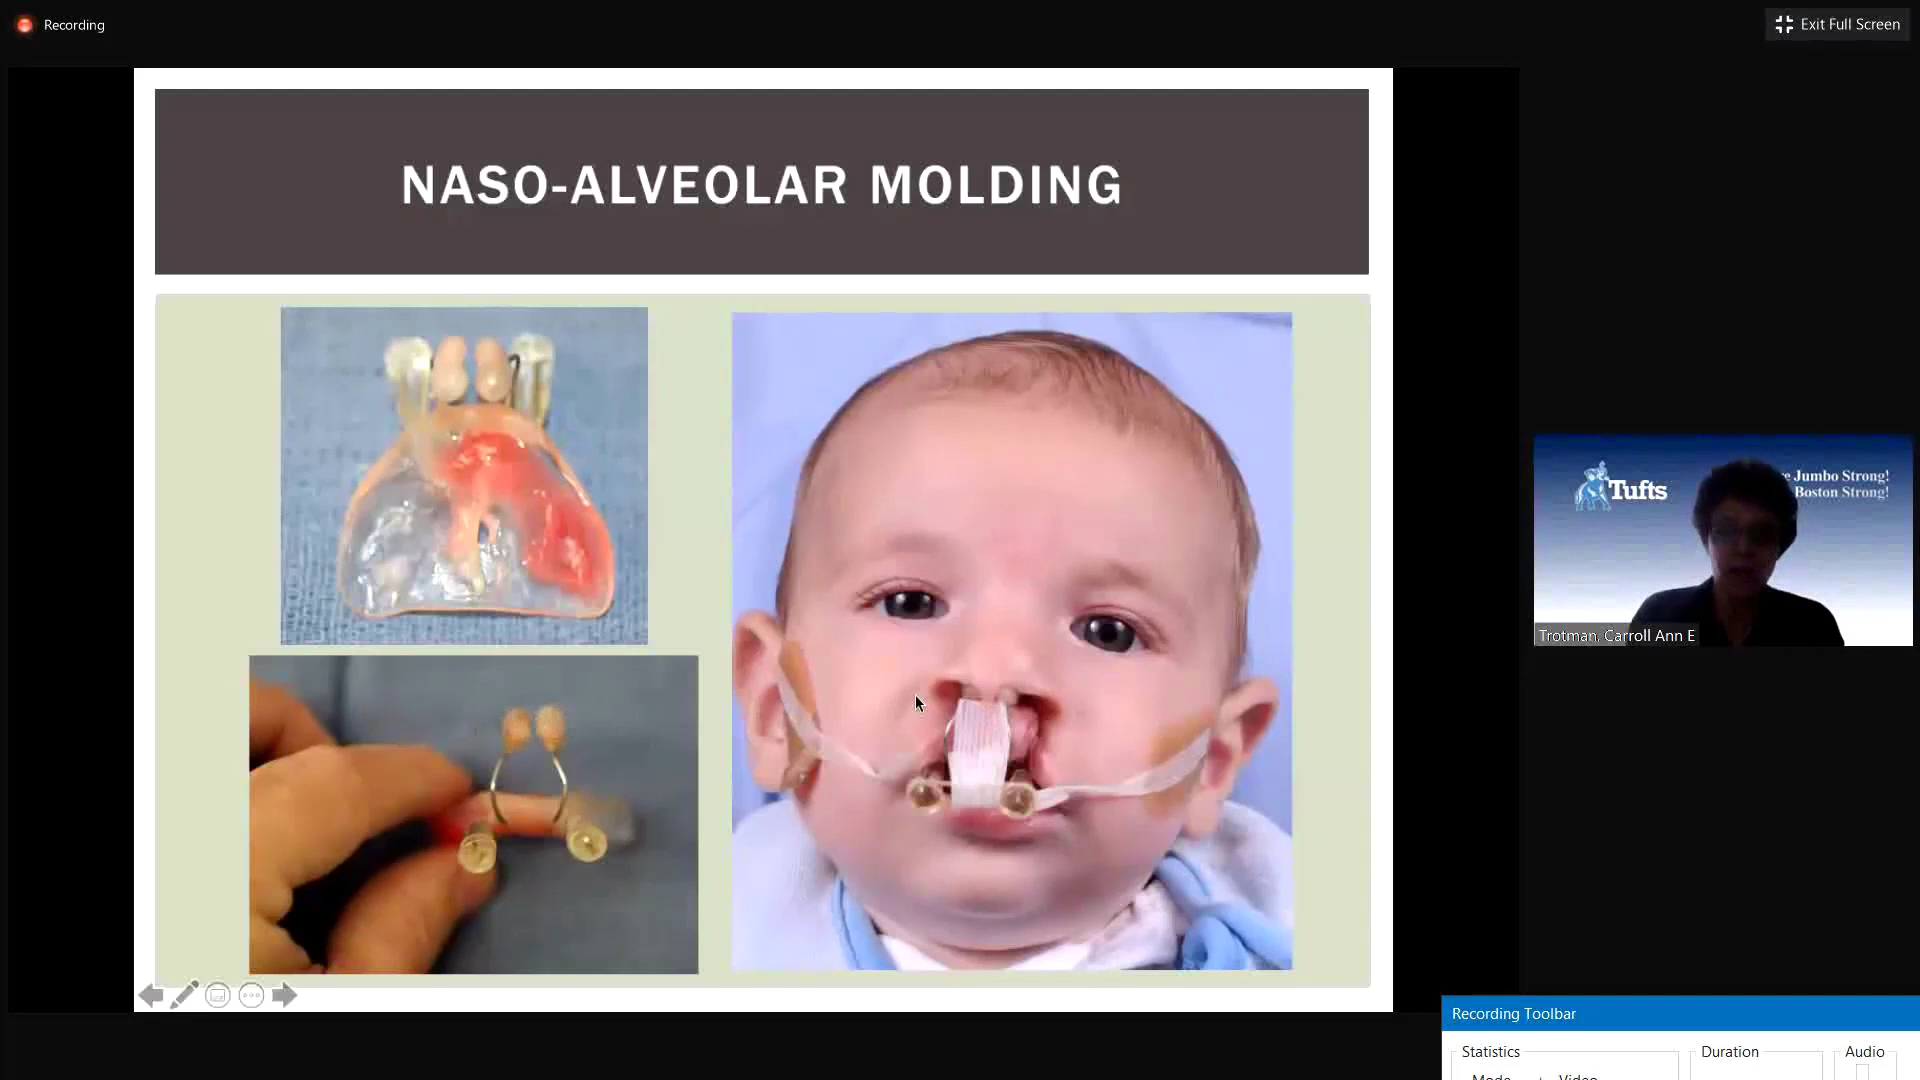 Recording
Exit Full Screen
NASO-ALVEOLAR MOLDING
Tufts
Jumbo Strong!
Boston Strong!
Trotman, Carroll Ann E
Recording Toolbar
Statistics
Duration
Audio
Mode
Video